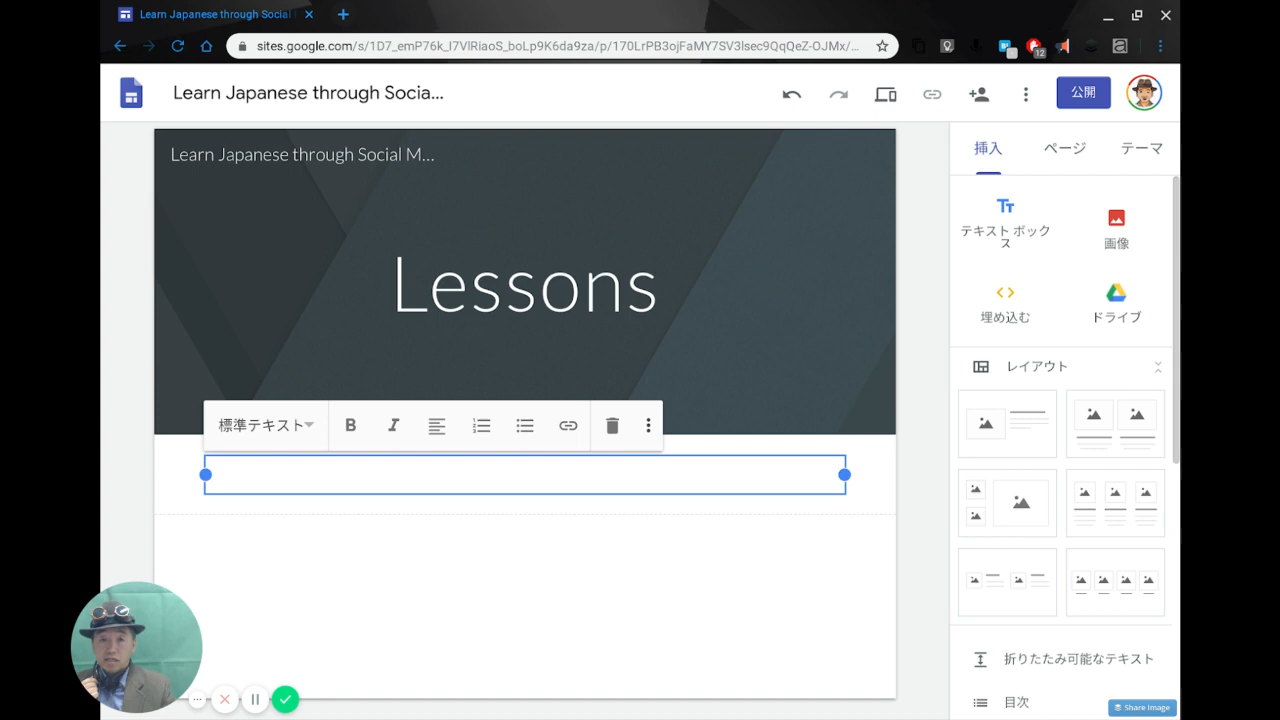 Learn Japanese through Social
sites.google.com/s/1D7_emP76k_I7VlRiaoS_boLp9K6da9za/p/170LrPB3ojFaMY7SV3Isec9QqQeZ-OJMx/...
12
Learn Japanese through Socia...
公開
Learn Japanese through Social M...
Lessons
標準テキスト
B
I
挿入
ページ
テーマ
テキスト ボック
ス
画像
埋め込む
ドライブ
レイアウト
折りたたみ可能なテキスト
目次
Share Image